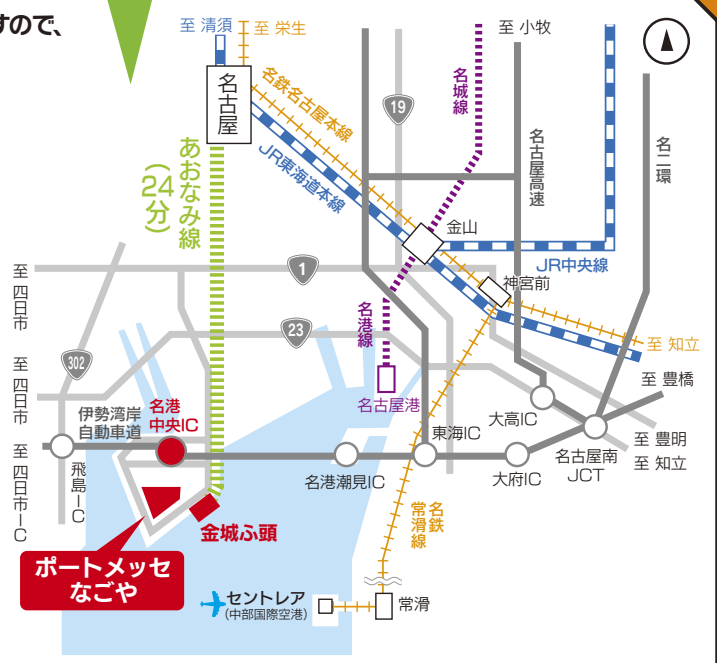 すので、
至 清須
至 栄生
至 小牧
名古屋
名鉄名古屋本線
JR東海道本線
あおなみ線
(24分)
19
名城線
名古屋高速
名二環
金山
JR中央線
神宮前
至 四日市
1
名港線
23
302
至 知立
至 四日市
名古屋港
至 豊橋
伊勢湾岸
自動車道
名港
中央IC
大高IC
東海IC
至 豊明
至 知立
至 四日市IC
飛島IC
名港潮見IC
大府IC
名古屋南
JCT
金城ふ頭
名鉄
常滑線
ポートメッセ
なごや
セントレア
(中部国際空港)
常滑